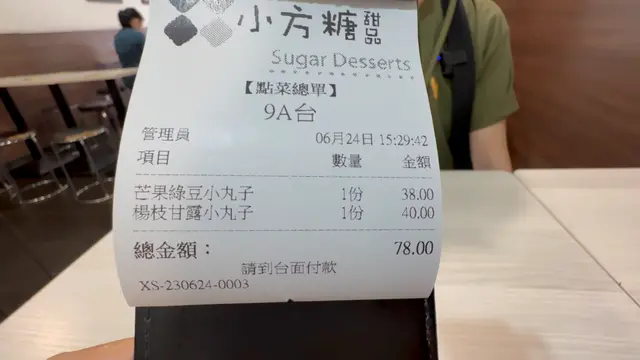 小方糖甜品
Sugar Desserts
【點菜總單】
9A台
管理員 06月24日 15:29:42
項目 數量 金額
芒果綠豆小丸子 1份 38.00
楊枝甘露小丸子 1份 40.00
總金額： 78.00
請到台面付款
XS-230624-0003